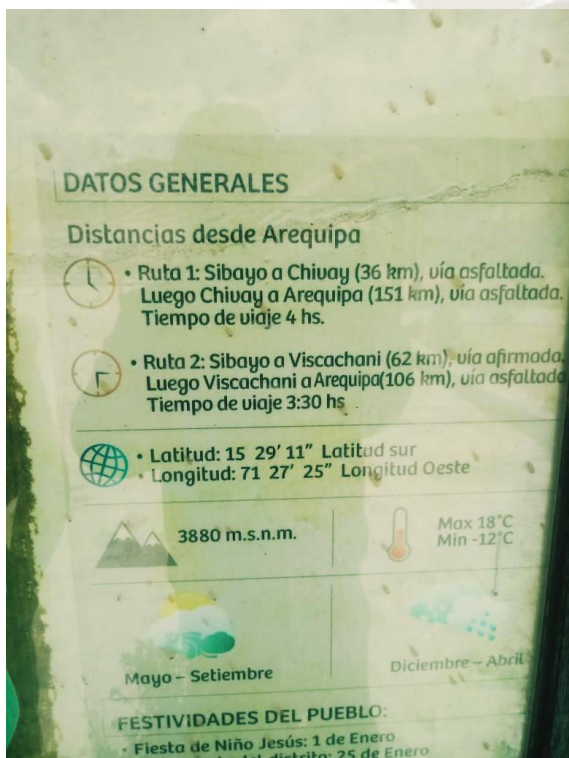 DATOS GENERALES
Distancias desde Arequipa
• Ruta 1: Sibayo a Chivay (36 km), vía asfaltada.
Luego Chivay a Arequipa (151 km), vía asfaltada.
Tiempo de viaje 4 hs.
• Ruta 2: Sibayo a Viscachani (62 km), vía afirmada.
Luego Viscachani a Arequipa(106 km), vía asfaltada
Tiempo de viaje 3:30 hs
• Latitud: 15 29' 11" Latitud sur
• Longitud: 71 27' 25" Longitud Oeste
3880 m.s.n.m.
Max 18°C
Min -12°C
Mayo – Setiembre
Diciembre – Abril
FESTIVIDADES DEL PUEBLO:
• Fiesta de Niño Jesús: 1 de Enero
del distrito: 25 de Enero